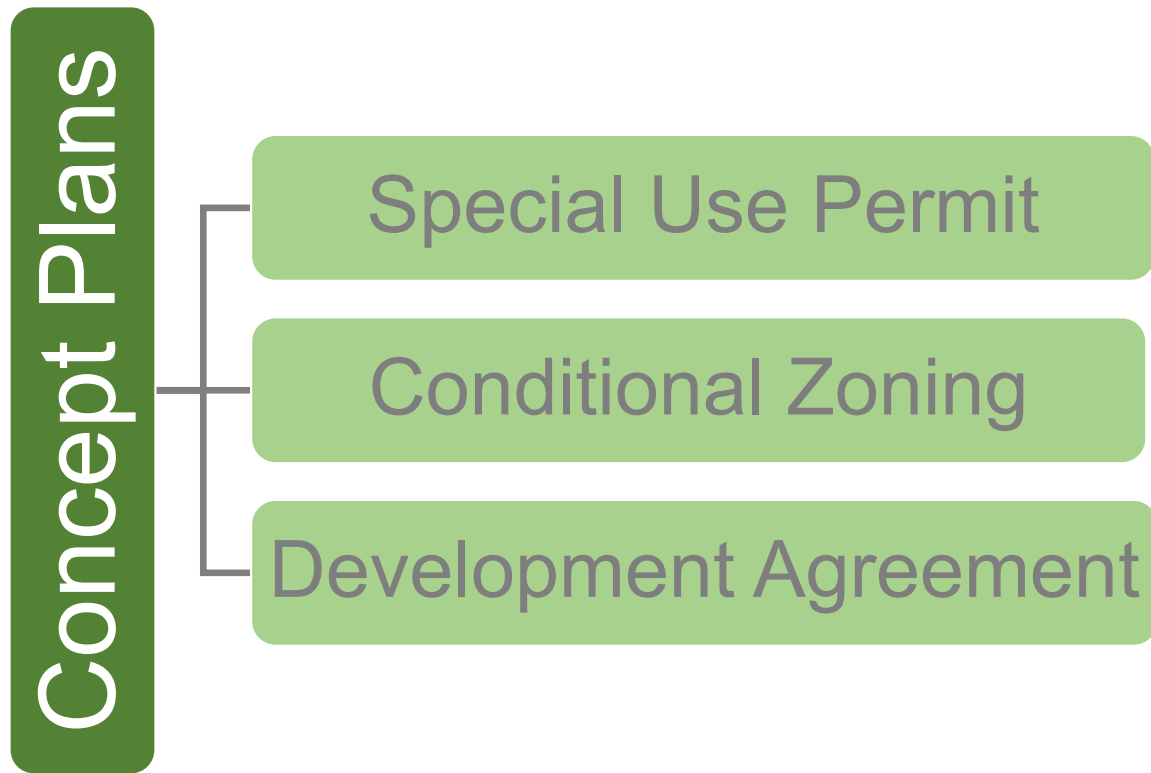 Concept Plans
Special Use Permit
Conditional Zoning
Development Agreement